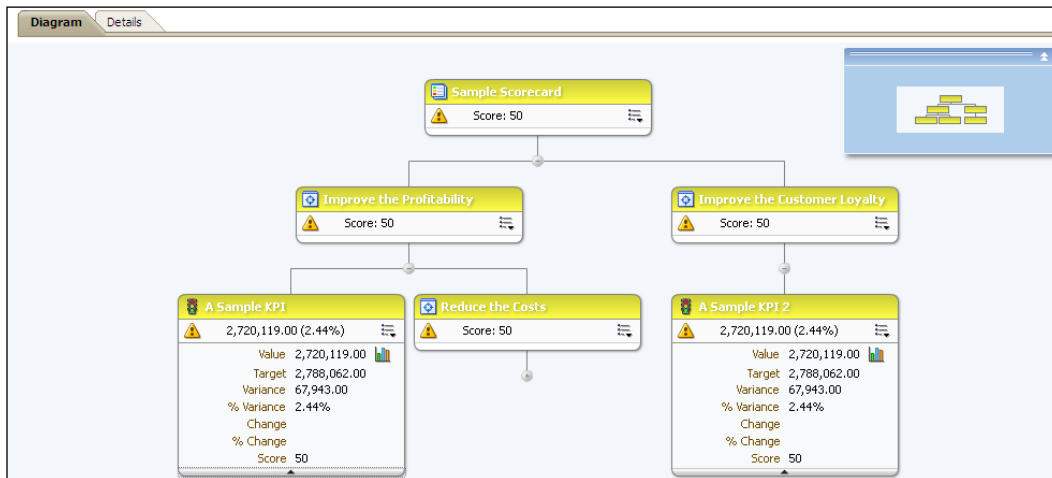 Diagram
Details
Sample Scorecard
Score: 50
Improve the Profitability
Score: 50
Improve the Customer Loyalty
Score: 50
A Sample KPI
2,720,119.00 (2.44%)
Value 2,720,119.00
Target 2,788,062.00
Variance 67,943.00
% Variance 2.44%
Change
% Change
Score 50
Reduce the Costs
Score: 50
A Sample KPI 2
2,720,119.00 (2.44%)
Value 2,720,119.00
Target 2,788,062.00
Variance 67,943.00
% Variance 2.44%
Change
% Change
Score 50